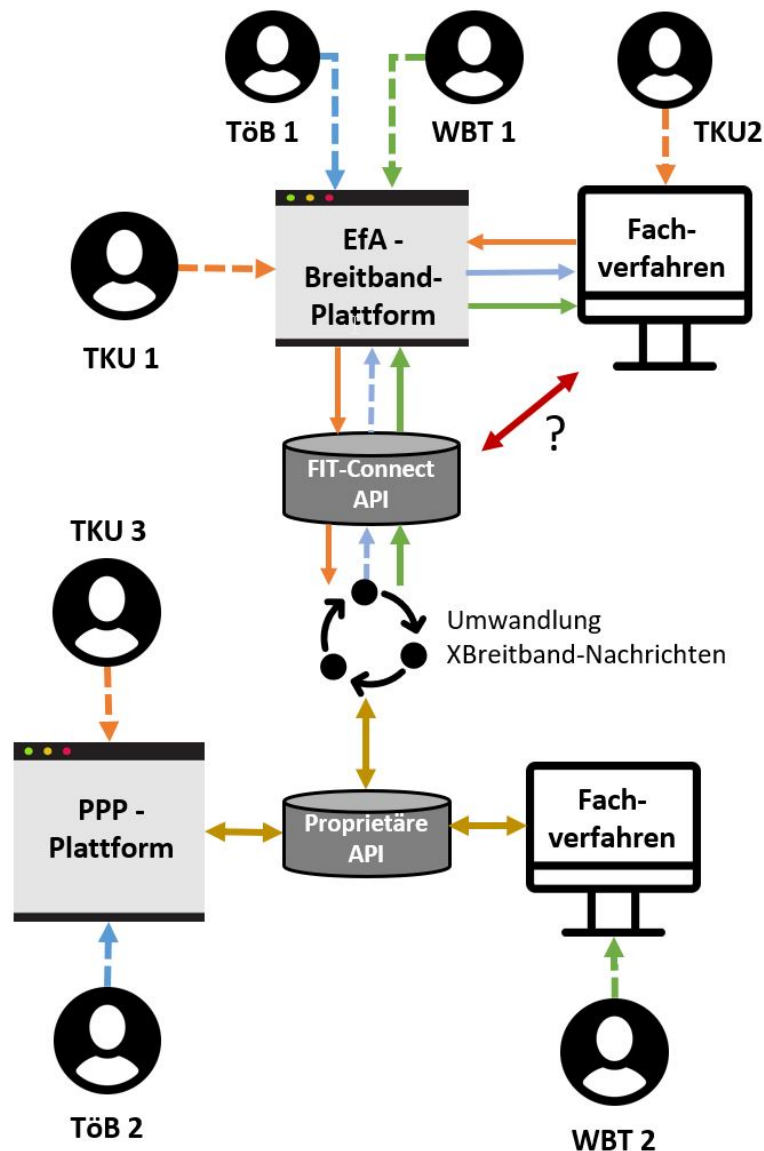 TöB 1
WBT 1
TKU2
EfA -
Breitband-
Plattform
Fach-
verfahren
TKU 1
?
FIT-Connect
API
TKU 3
Umwandlung
XBreitband-Nachrichten
PPP -
Plattform
Proprietäre
API
Fach-
verfahren
TöB 2
WBT 2